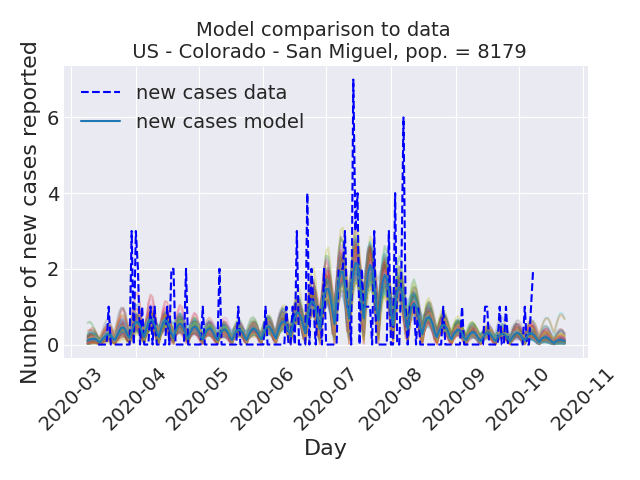 Model comparison to data
US - Colorado - San Miguel, pop. = 8179
Number of new cases reported
new cases data
new cases model
6
4
2
0
2020-03
2020-04
2020-05
2020-06
2020-07
2020-08
2020-09
2020-10
2020-11
Day